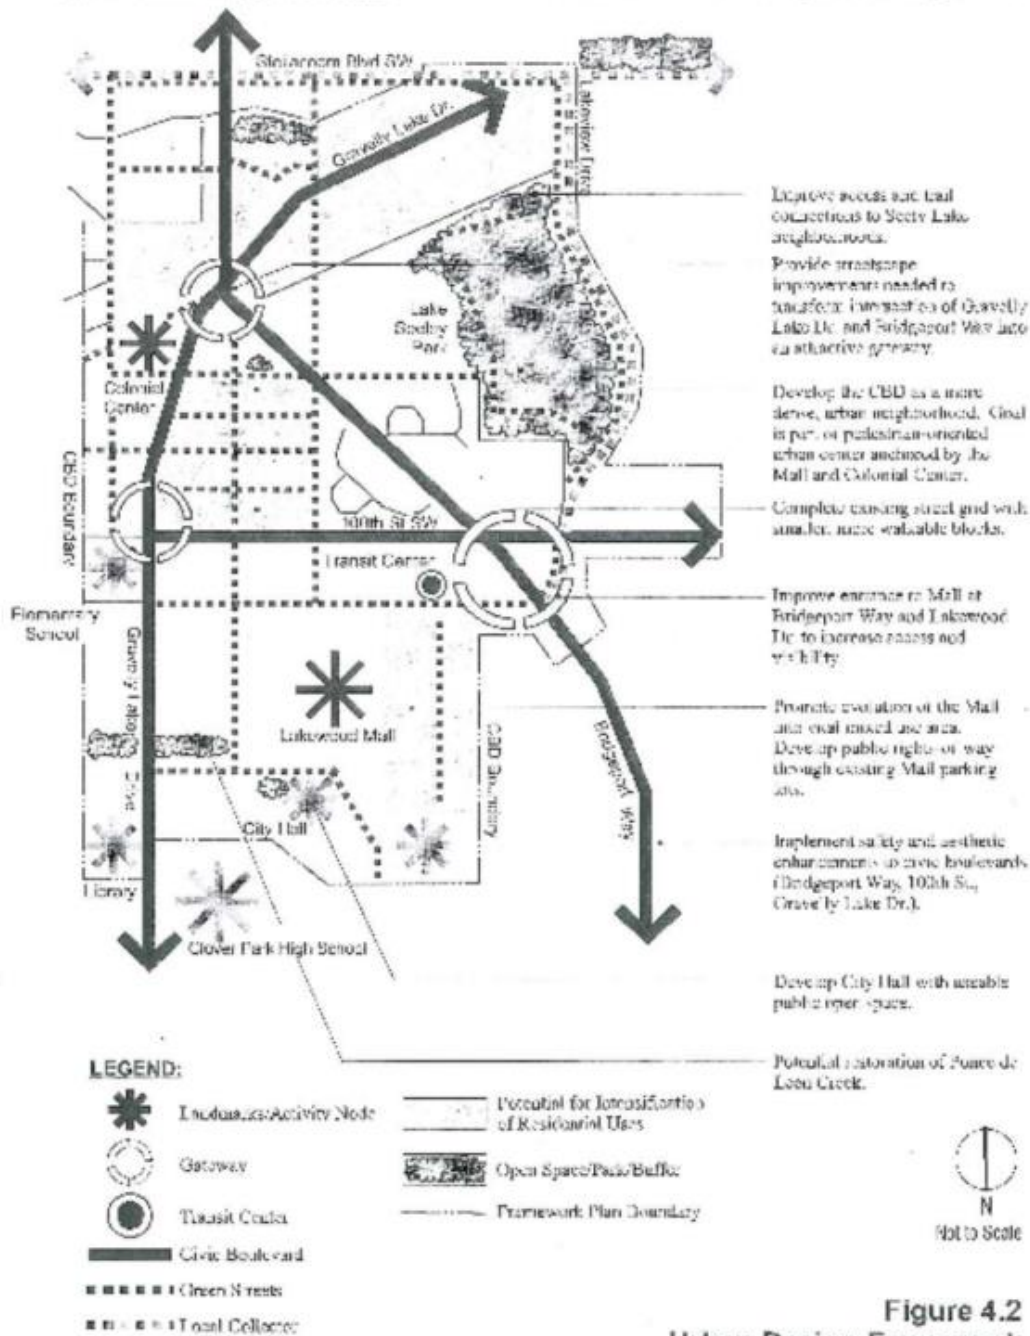 Steilacoom Blvd SW
Gravelly Lake Dr.
Lakeview Drive
Improve access and trail
connections to Seely Lake
neighborhoods.
Provide streetscape
improvements needed to
transform intersection of Gravelly
Lake Dr. and Bridgeport Way into
an attractive gateway.
Lake
Seeley
Park
Colonial
Center
Develop the CBD as a more
dense, urban neighborhood. Goal
is part of pedestrian-oriented
urban center anchored by the
Mall and Colonial Center.
CBD Boundary
100th St SW
Complete existing street grid with
smaller, more walkable blocks.
Transit Center
Elementary
School
Improve entrance to Mall at
Bridgeport Way and Lakewood
Dr. to increase access and
visibility.
Gravelly Lake Drive
Lakewood Mall
CBD Boundary
Bridgeport Way
Promote evolution of the Mall
into vital mixed use area.
Develop public rights-of-way
through existing Mall parking
lots.
City Hall
Library
Implement safety and aesthetic
enhancements to civic boulevards
(Bridgeport Way, 100th St.,
Gravelly Lake Dr.).
Clover Park High School
Develop City Hall with useable
public open space.
Potential restoration of Ponce de
Leon Creek.
LEGEND:
Landmarks/Activity Node
Gateway
Transit Center
Civic Boulevard
Green Streets
Local Collector
Potential for Intensification
of Residential Uses
Open Space/Park/Buffer
Framework Plan Boundary
N
Not to Scale
Figure 4.2